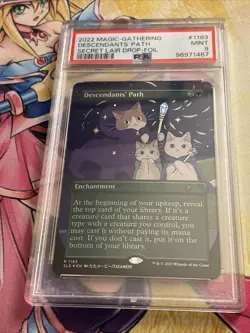 2022 MAGIC-GATHERING
#1163
DESCENDANTS' PATH
MINT
SECRET LAIR DROP-FOIL
9
PSA
96971467
Descendants' Path
Enchantment
At the beginning of your upkeep, reveal
the top card of your library. If it's
a creature card that shares a creature
type with a creature you control, you
may cast it without paying its mana
cost. If you don't cast it, put it on
the bottom of your library.
R 1163